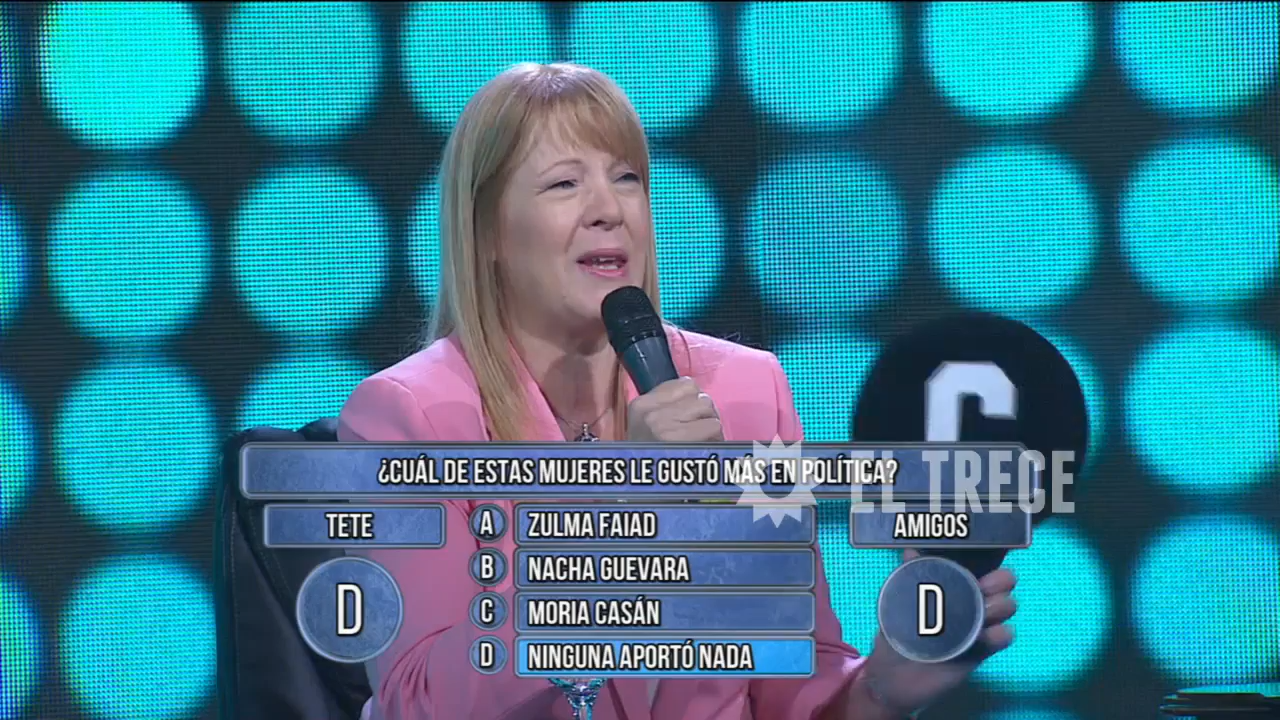 C
¿CUÁL DE ESTAS MUJERES LE GUSTÓ MÁS EN POLÍTICA?
EL TRECE
TETE
A ZULMA FAIAD
AMIGOS
B NACHA GUEVARA
D
C MORIA CASÁN
D
D NINGUNA APORTÓ NADA